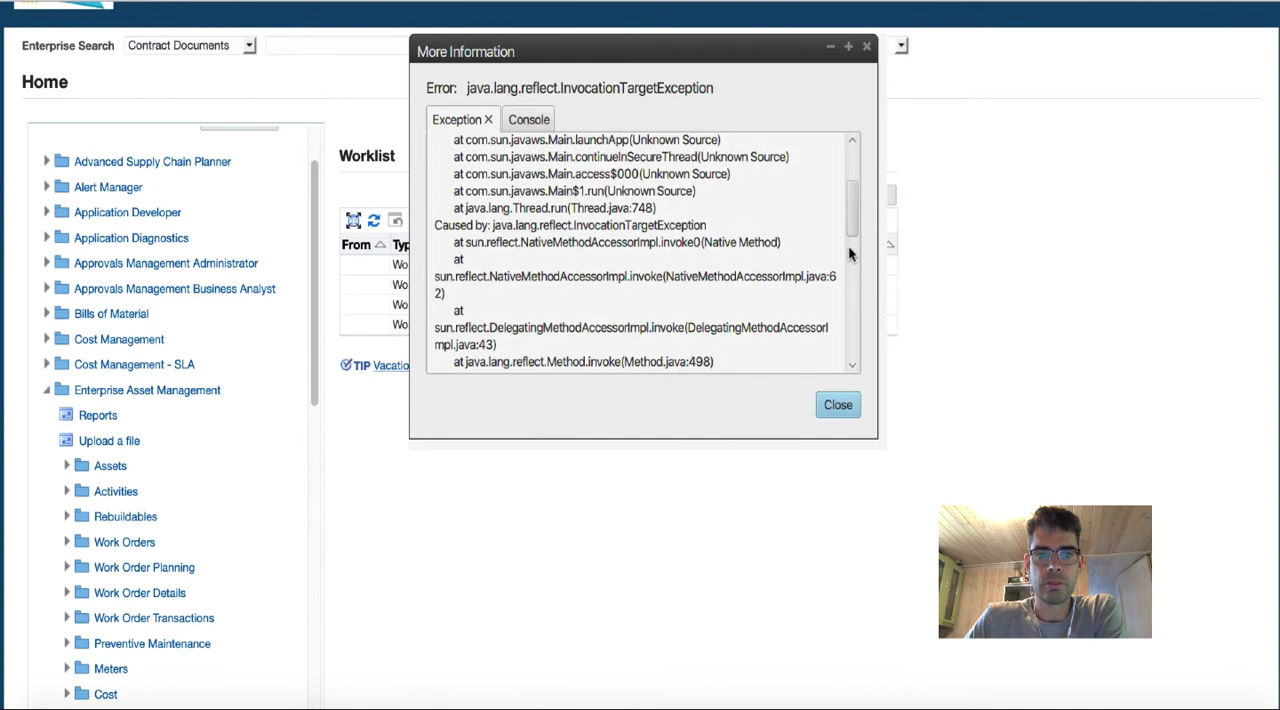 Enterprise Search Contract Documents
Home
More Information
Error: java.lang.reflect.InvocationTargetException
Exception Console
at com.sun.javaws.Main.launchApp(Unknown Source)
at com.sun.javaws.Main.continueInSecureThread(Unknown Source)
at com.sun.javaws.Main.access$000(Unknown Source)
at com.sun.javaws.Main$1.run(Unknown Source)
at java.lang.Thread.run(Thread.java:748)
Caused by: java.lang.reflect.InvocationTargetException
at sun.reflect.NativeMethodAccessorImpl.invoke0(Native Method)
at
sun.reflect.NativeMethodAccessorImpl.invoke(NativeMethodAccessorImpl.java:6
2)
at
sun.reflect.DelegatingMethodAccessorImpl.invoke(DelegatingMethodAccessorI
mpl.java:43)
at java.lang.reflect.Method.invoke(Method.java:498)
Close
Advanced Supply Chain Planner
Alert Manager
Application Developer
Application Diagnostics
Approvals Management Administrator
Approvals Management Business Analyst
Bills of Material
Cost Management
Cost Management - SLA
Enterprise Asset Management
Reports
Upload a file
Assets
Activities
Rebuildables
Work Orders
Work Order Planning
Work Order Details
Work Order Transactions
Preventive Maintenance
Meters
Cost
Worklist
From Typ
Wo
Wo
Wo
Wo
TIP Vacatio